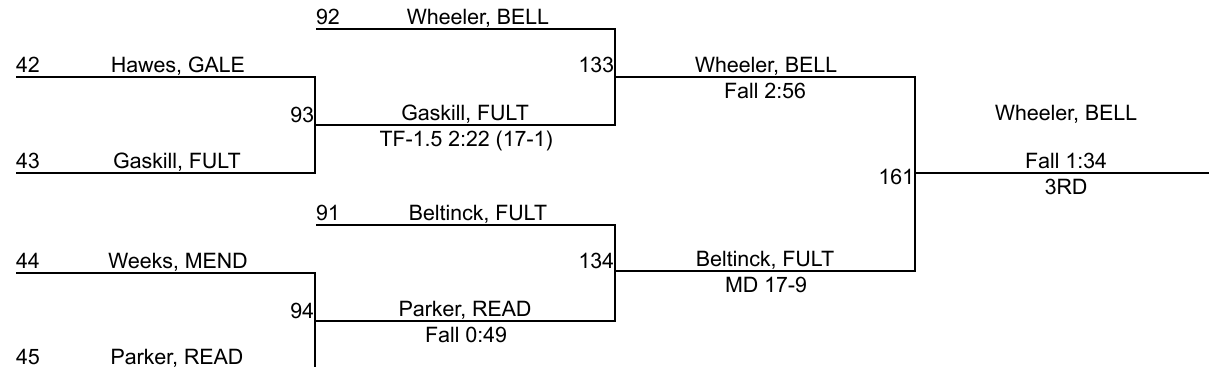 92 Wheeler, BELL
42 Hawes, GALE
133 Wheeler, BELL
Fall 2:56
93 Gaskill, FULT
TF-1.5 2:22 (17-1)
Wheeler, BELL
43 Gaskill, FULT
Fall 1:34
161
3RD
91 Beltinck, FULT
44 Weeks, MEND
134 Beltinck, FULT
MD 17-9
94 Parker, READ
Fall 0:49
45 Parker, READ